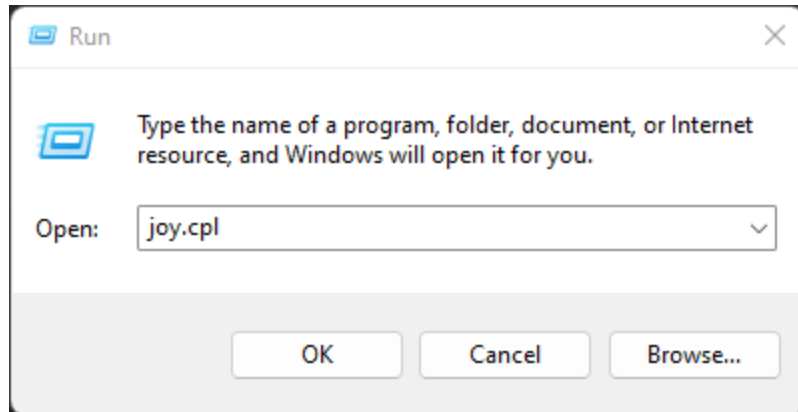 Run
Type the name of a program, folder, document, or Internet
resource, and Windows will open it for you.
Open: joy.cpl
OK Cancel Browse...